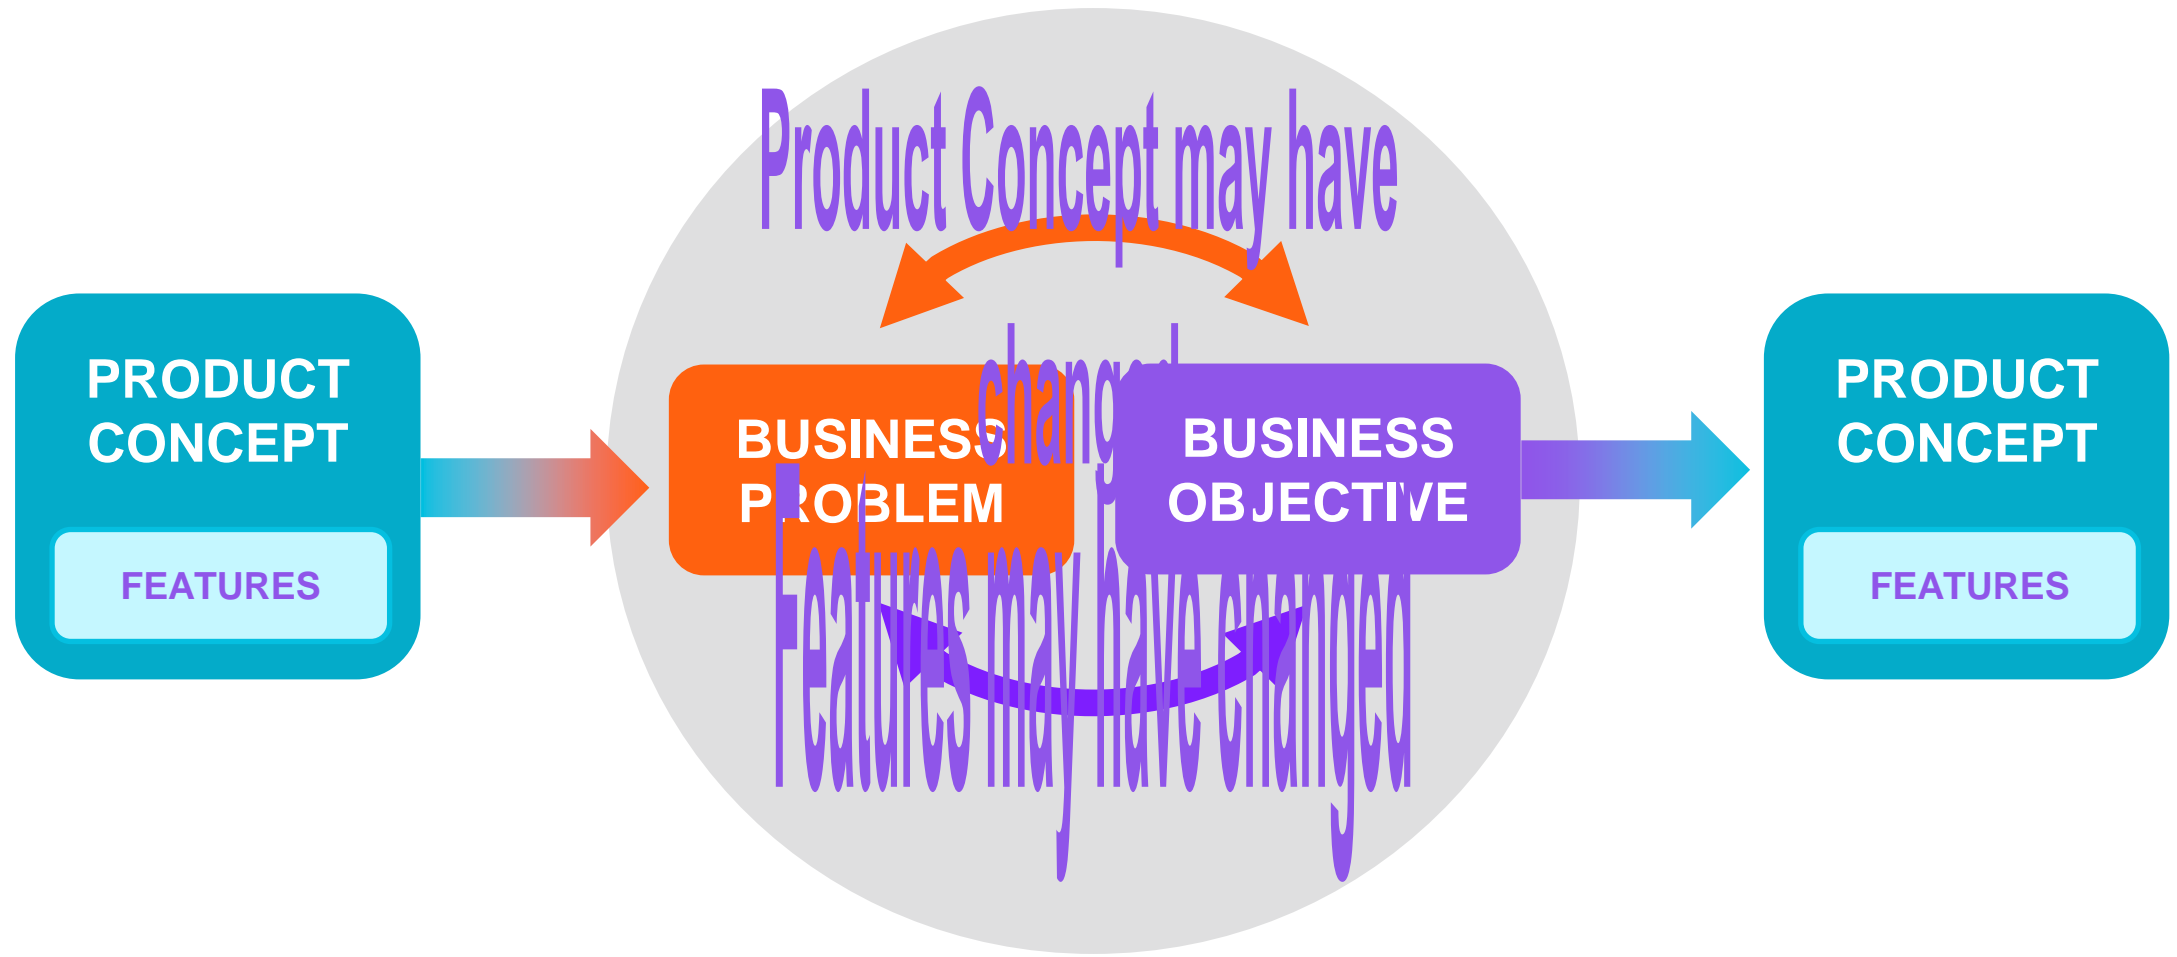 Product Concept may have
changed
PRODUCT
CONCEPT
FEATURES
BUSINESS
PROBLEM
BUSINESS
OBJECTIVE
Features may have changed
PRODUCT
CONCEPT
FEATURES